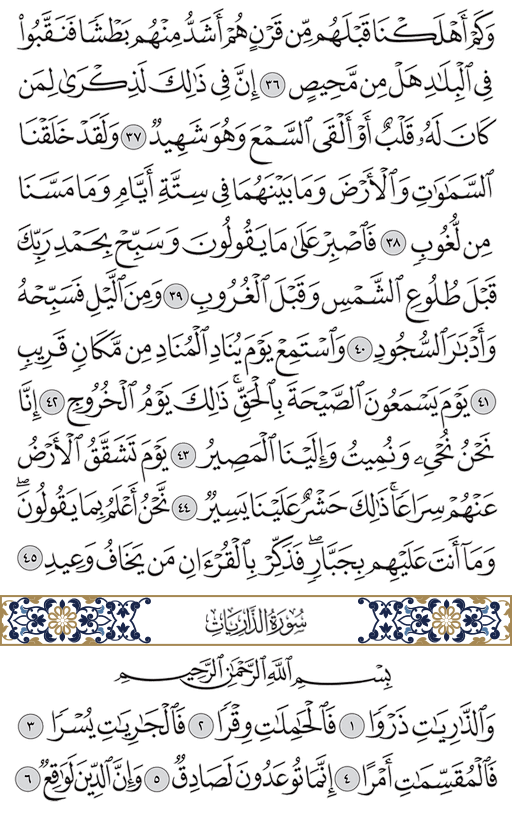 وَكَمۡ أَهۡلَكۡنَا قَبۡلَهُم مِّن قَرۡنٍ هُمۡ أَشَدُّ مِنۡهُم بَطۡشٗا فَنَقَّبُواْ
فِي ٱلۡبِلَٰدِ هَلۡ مِن مَّحِيصٍ ٣٦ إِنَّ فِي ذَٰلِكَ لَذِكۡرَىٰ لِمَن
كَانَ لَهُۥ قَلۡبٌ أَوۡ أَلۡقَى ٱلسَّمۡعَ وَهُوَ شَهِيدٞ ٣٧ وَلَقَدۡ خَلَقۡنَا
ٱلسَّمَٰوَٰتِ وَٱلۡأَرۡضَ وَمَا بَيۡنَهُمَا فِي سِتَّةِ أَيَّامٖ وَمَا مَسَّنَا
مِن لُّغُوبٖ ٣٨ فَٱصۡبِرۡ عَلَىٰ مَا يَقُولُونَ وَسَبِّحۡ بِحَمۡدِ رَبِّكَ
قَبۡلَ طُلُوعِ ٱلشَّمۡسِ وَقَبۡلَ ٱلۡغُرُوبِ ٣٩ وَمِنَ ٱلَّيۡلِ فَسَبِّحۡهُ
وَأَدۡبَٰرَ ٱلسُّجُودِ ٤٠ وَٱسۡتَمِعۡ يَوۡمَ يُنَادِ ٱلۡمُنَادِ مِن مَّكَانٖ قَرِيبٖ
٤١ يَوۡمَ يَسۡمَعُونَ ٱلصَّيۡحَةَ بِٱلۡحَقِّۚ ذَٰلِكَ يَوۡمُ ٱلۡخُرُوجِ ٤٢ إِنَّا
نَحۡنُ نُحۡيِۦ وَنُمِيتُ وَإِلَيۡنَا ٱلۡمَصِيرُ ٤٣ يَوۡمَ تَشَقَّقُ ٱلۡأَرۡضُ
عَنۡهُمۡ سِرَاعٗاۚ ذَٰلِكَ حَشۡرٌ عَلَيۡنَا يَسِيرٞ ٤٤ نَّحۡنُ أَعۡلَمُ بِمَا يَقُولُونَۖ
وَمَآ أَنتَ عَلَيۡهِم بِجَبَّارٖۖ فَذَكِّرۡ بِٱلۡقُرۡءَانِ مَن يَخَافُ وَعِيدِ ٤٥
سُورَةُ الذَّارِيَاتِ
بِسۡمِ ٱللَّهِ ٱلرَّحۡمَٰنِ ٱلرَّحِيمِ
وَٱلذَّٰرِيَٰتِ ذَرۡوٗا ١ فَٱلۡحَٰمِلَٰتِ وِقۡرٗا ٢ فَٱلۡجَٰرِيَٰتِ يُسۡرٗا ٣
فَٱلۡمُقَسِّمَٰتِ أَمۡرًا ٤ إِنَّمَا تُوعَدُونَ لَصَادِقٞ ٥ وَإِنَّ ٱلدِّينَ لَوَٰقِعٞ ٦